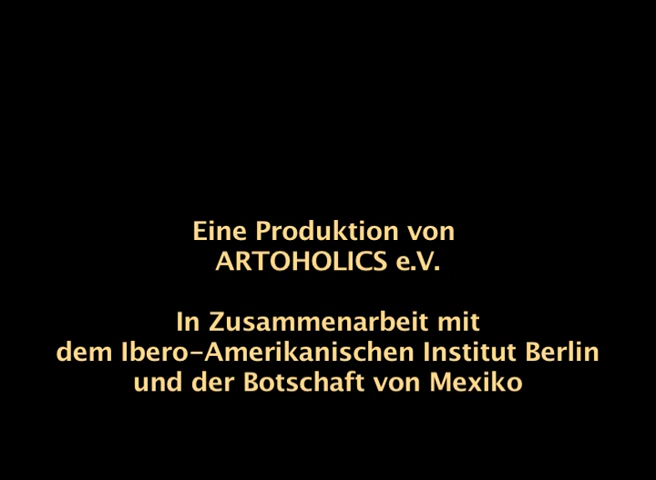 Eine Produktion von
ARTOHOLICS e.V.
In Zusammenarbeit mit
dem Ibero-Amerikanischen Institut Berlin
und der Botschaft von Mexiko